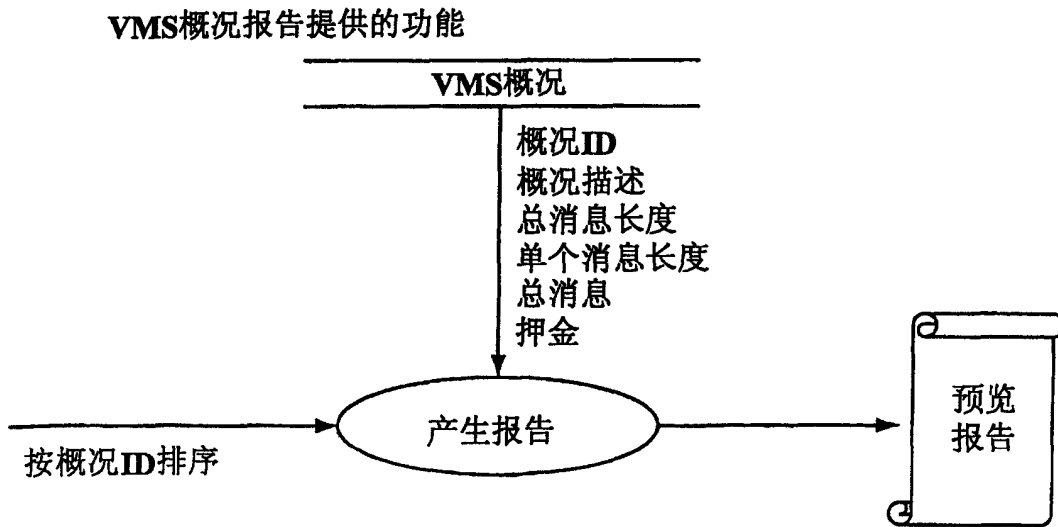 VMS概况报告提供的功能
VMS概况
概况ID
概况描述
总消息长度
单个消息长度
总消息
押金
产生报告
按概况ID排序
预览
报告